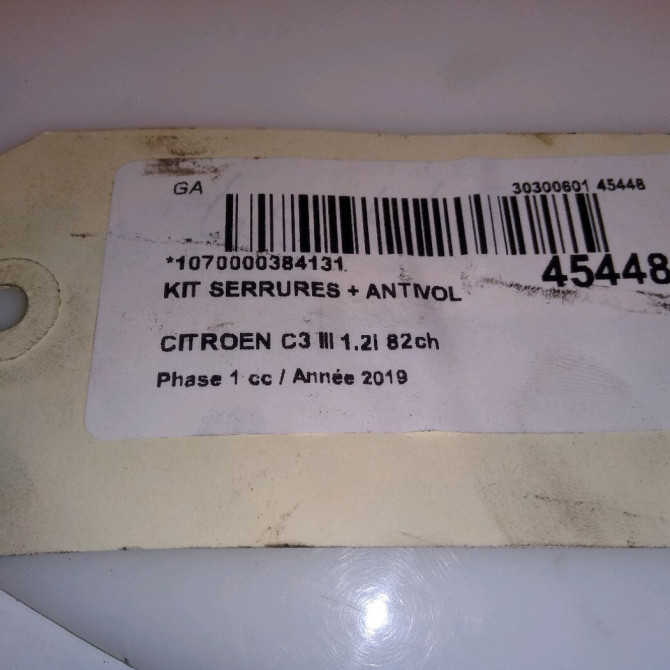 GA 30300601 45448
*1070000384131. 45448
KIT SERRURES + ANTIVOL
CITROEN C3 III 1.2i 82ch
Phase 1 cc / Année 2019